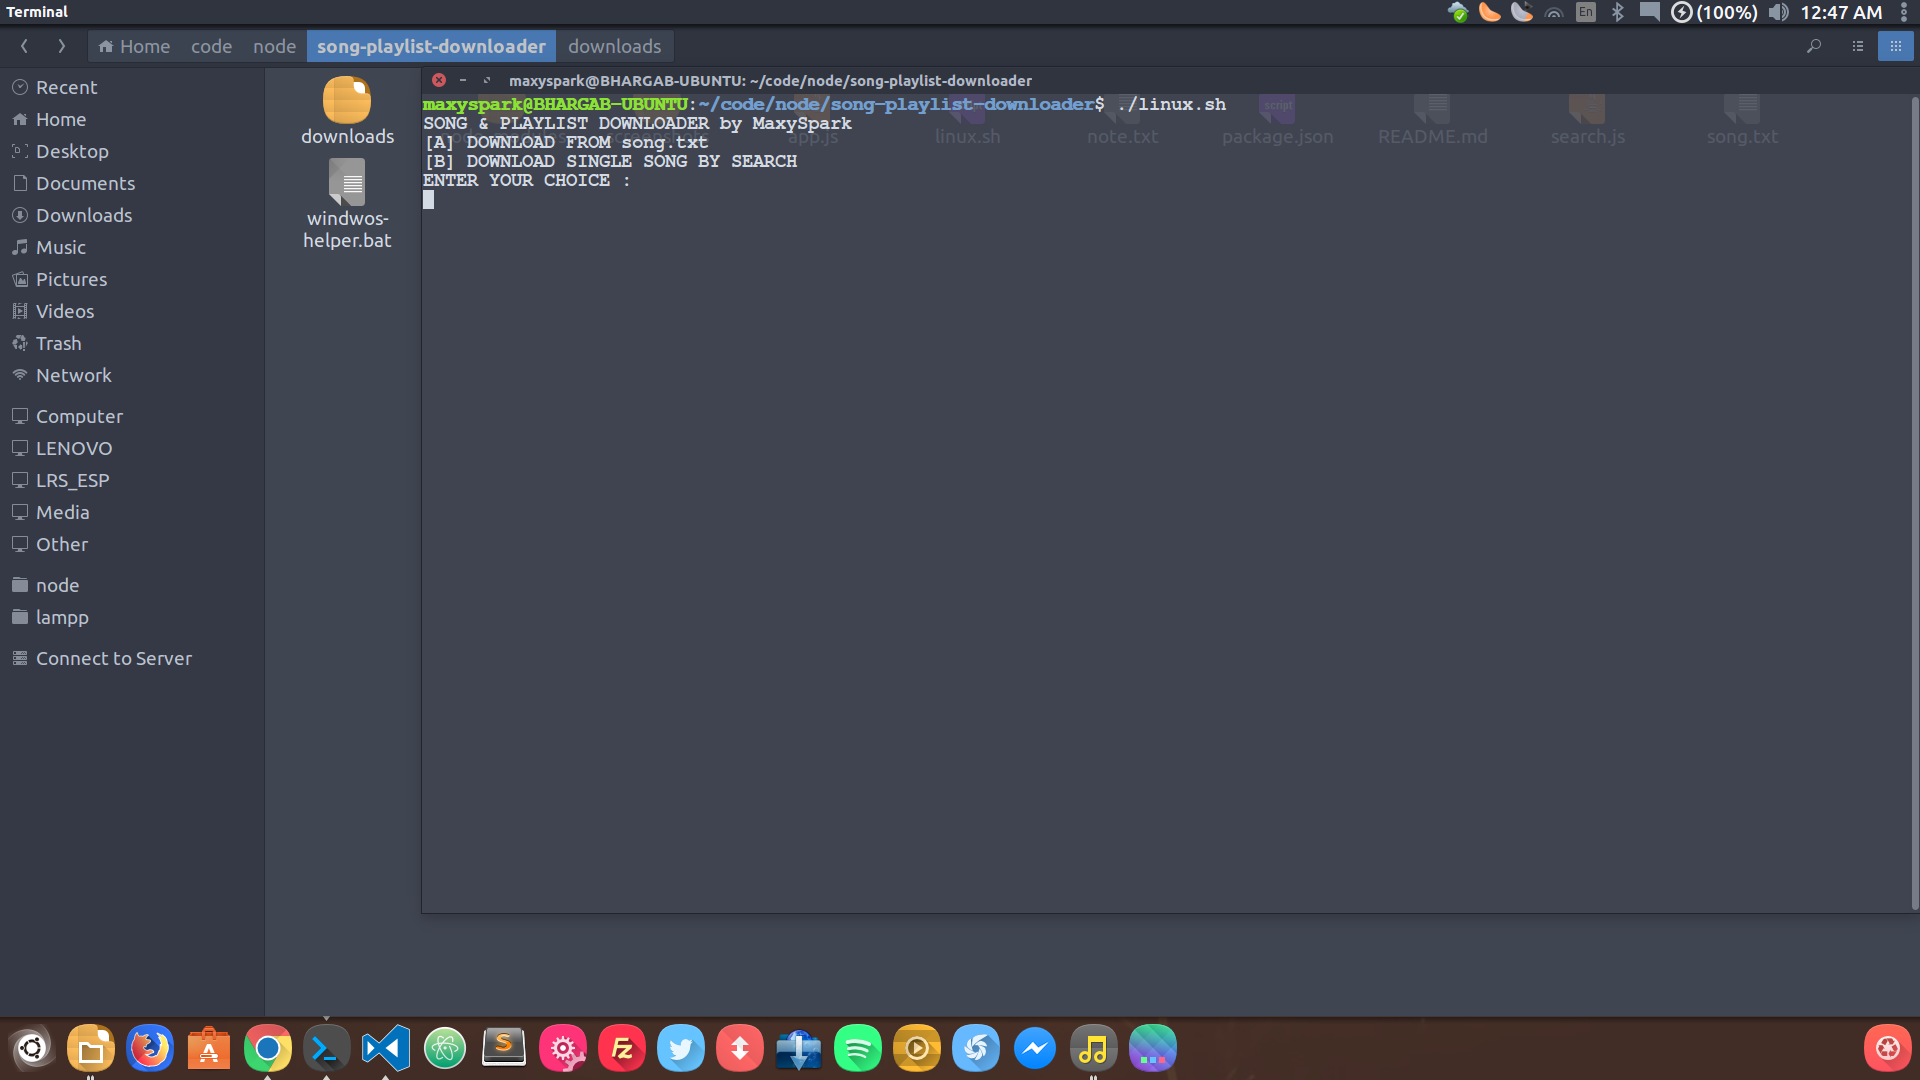 Terminal
En
(100%)
12:47 AM
Home code node song-playlist-downloader downloads
Recent
Home
Desktop
Documents
Downloads
Music
Pictures
Videos
Trash
Network
Computer
LENOVO
LRS_ESP
Media
Other
node
lampp
Connect to Server
downloads
windwos-
helper.bat
maxyspark@BHARGAB-UBUNTU: ~/code/node/song-playlist-downloader
maxyspark@BHARGAB-UBUNTU:~/code/node/song-playlist-downloader$ ./linux.sh
SONG & PLAYLIST DOWNLOADER by MaxySpark
[A] DOWNLOAD FROM song.txt
[B] DOWNLOAD SINGLE SONG BY SEARCH
ENTER YOUR CHOICE :
script
screenshots
app.js
linux.sh
note.txt
package.json
README.md
search.js
song.txt